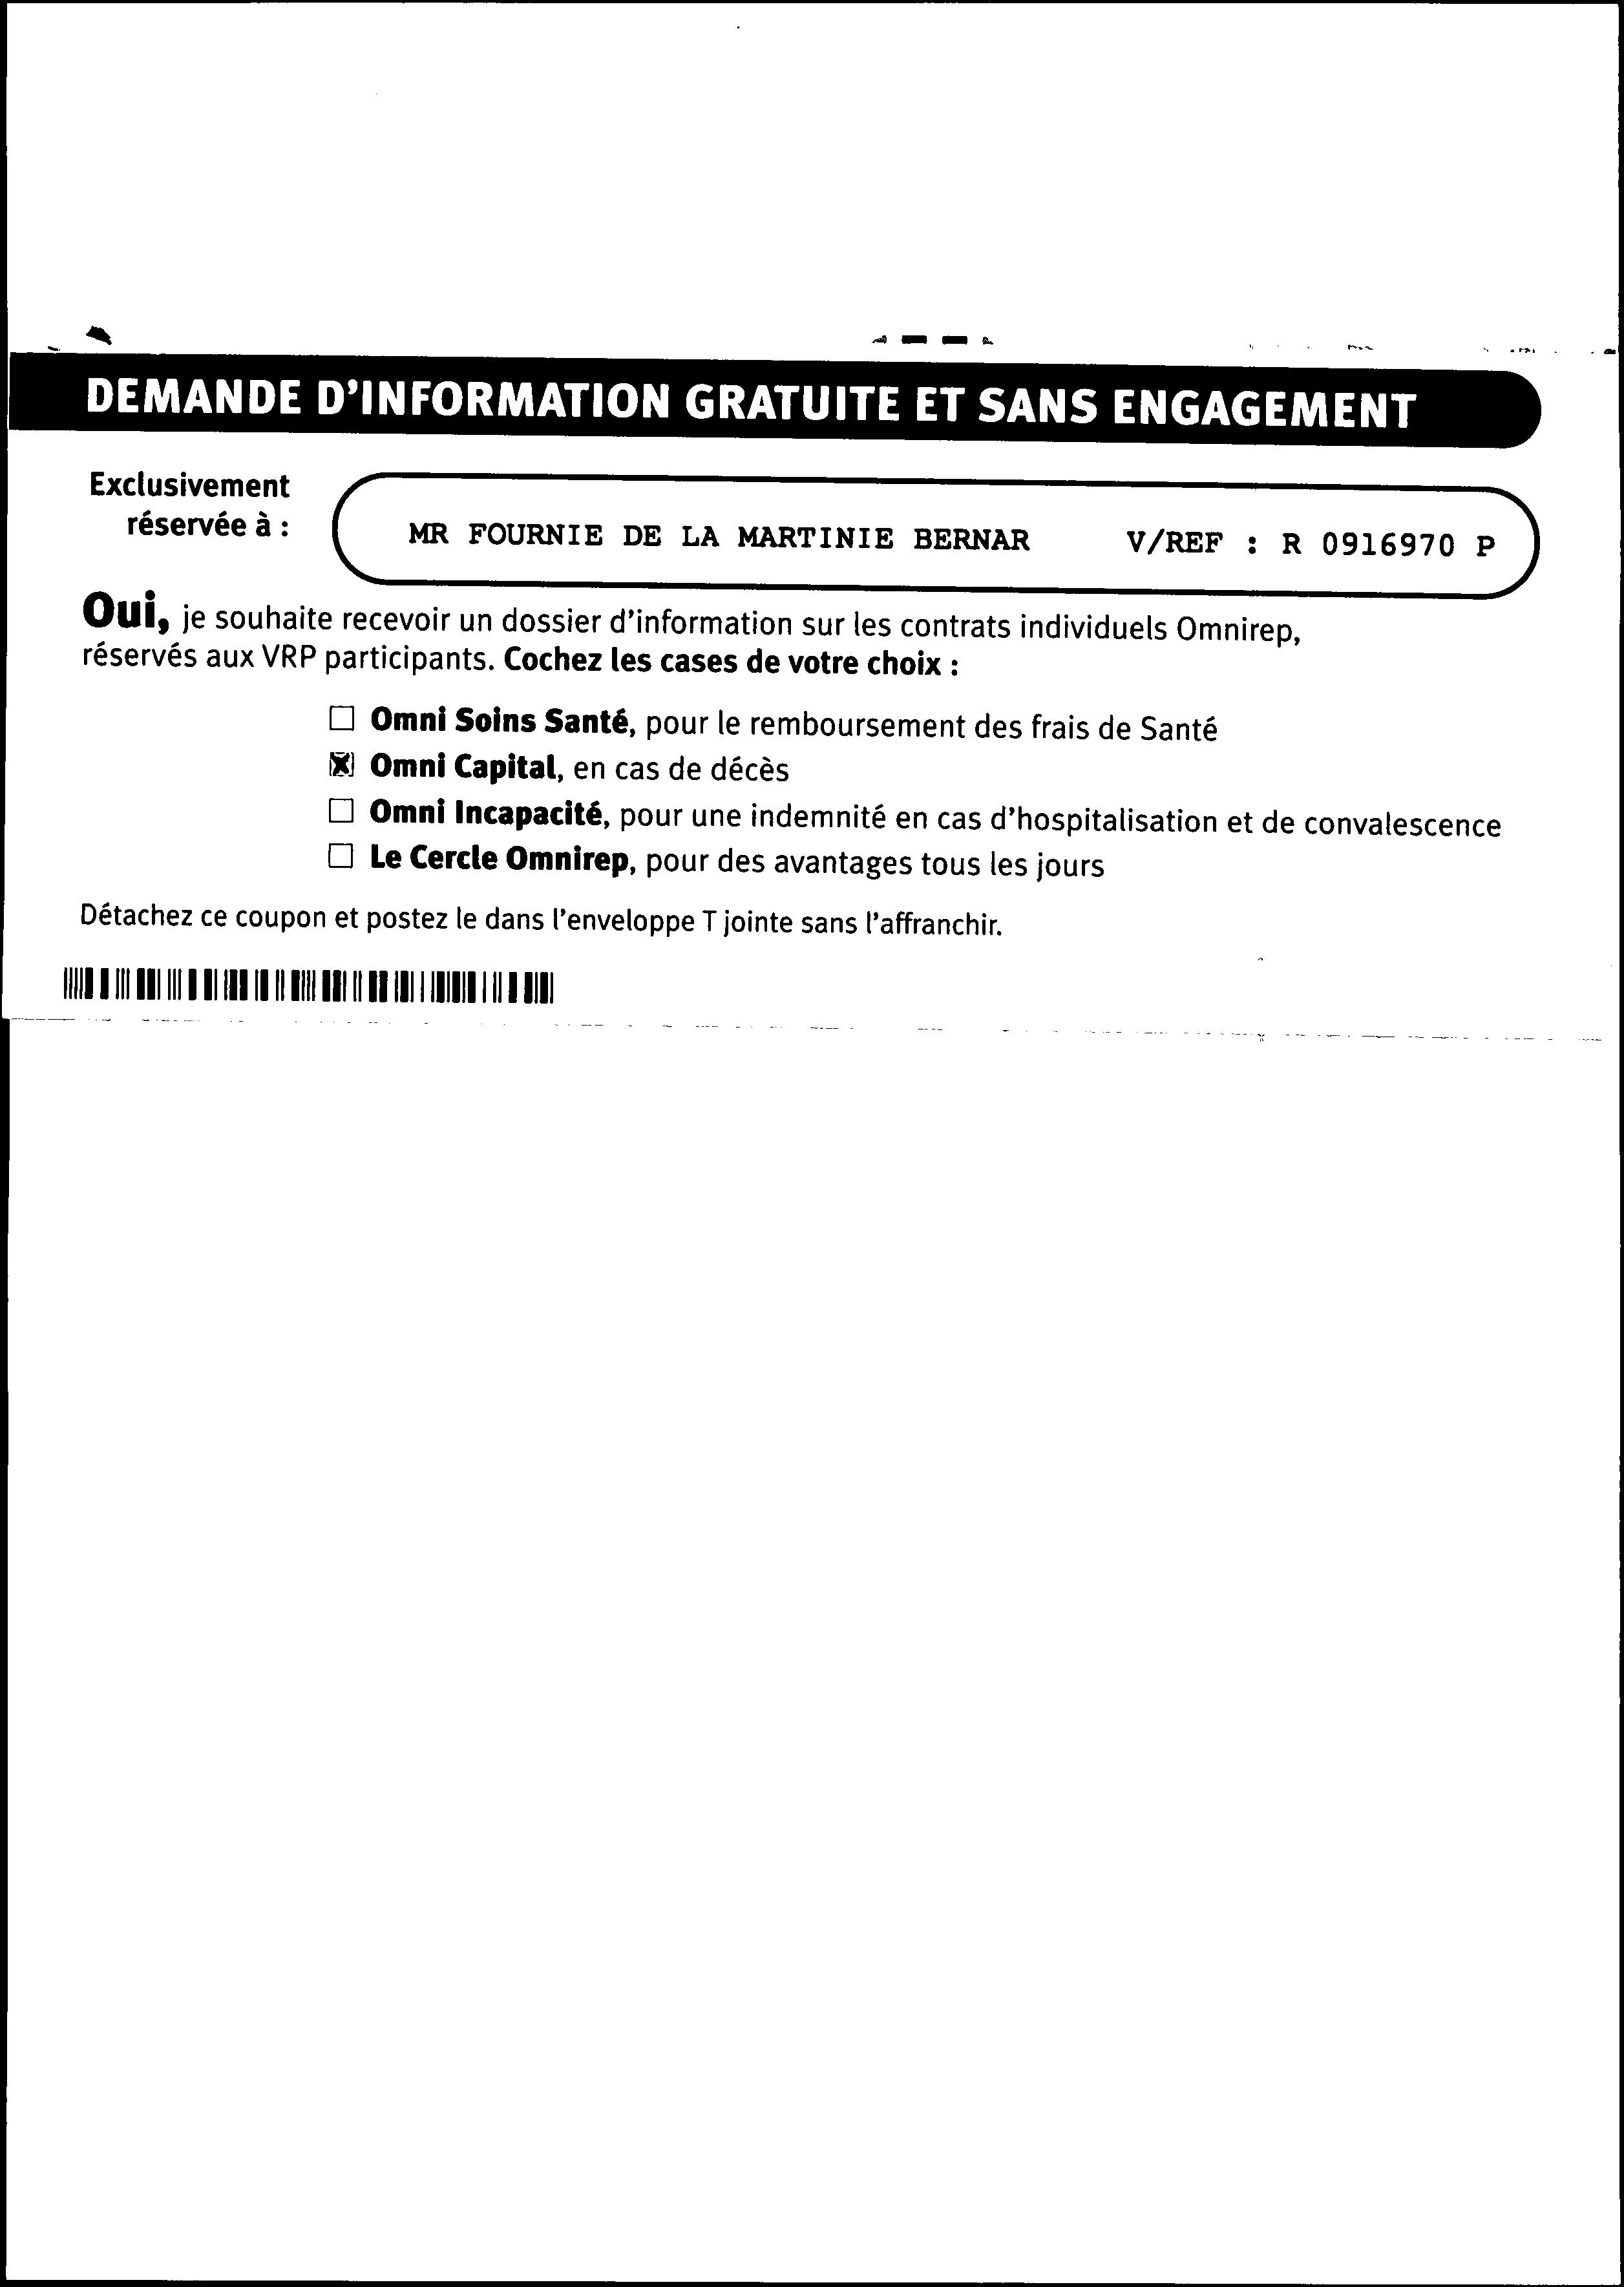 DEMANDE D'INFORMATION GRATUITE ET SANS ENGAGEMENT
Exclusivement
réservée à :
MR FOURNIE DE LA MARTINIE BERNAR V/REF : R 0916970 P
Oui, je souhaite recevoir un dossier d'information sur les contrats individuels Omnirep,
réservés aux VRP participants. Cochez les cases de votre choix :
☐ Omni Soins Santé, pour le remboursement des frais de Santé
☒ Omni Capital, en cas de décès
☐ Omni Incapacité, pour une indemnité en cas d'hospitalisation et de convalescence
☐ Le Cercle Omnirep, pour des avantages tous les jours
Détachez ce coupon et postez le dans l'enveloppe T jointe sans l'affranchir.